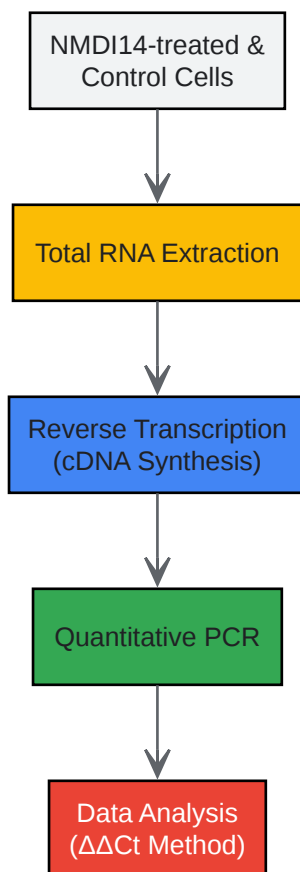 NMDI14-treated &
Control Cells
Total RNA Extraction
Reverse Transcription
(cDNA Synthesis)
Quantitative PCR
Data Analysis
(ΔΔCt Method)